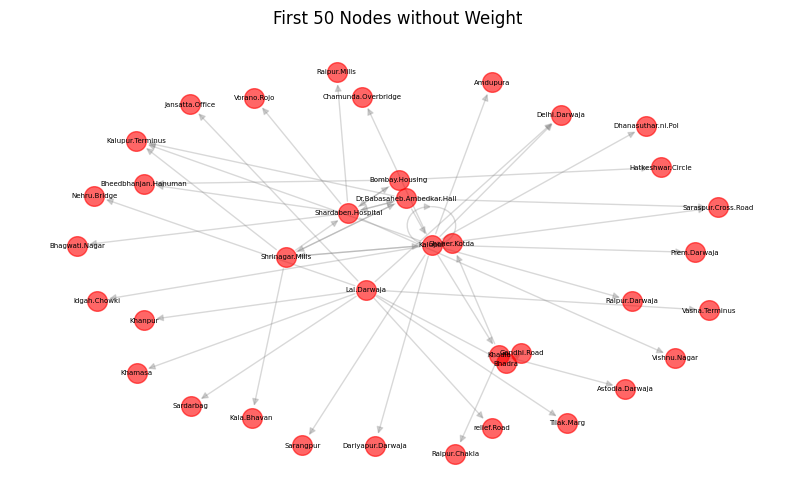 First 50 Nodes without Weight
Raipur.Mills
Amdupura
Chamunda.Overbridge
Vorano.Rojo
Jansatta.Office
Delhi.Darwaja
Dhanasuthar.ni.Pol
Kalupur.Terminus
Hatkeshwar.Circle
Bombay.Housing
Bheedbhanjan.Hanuman
Nehru.Bridge
Dr.Babasaheb.Ambedkar.Hall
Saraspur.Cross.Road
Shardaben.Hospital
Bhagwati.Nagar
Prem.Darwaja
Shrinagar.Mills
Lal.Darwaja
Idgah.Chowki
Raipur.Darwaja
Vasna.Terminus
Khanpur
Gandhi.Road
Vishnu.Nagar
Bhadra
Khamasa
Astodia.Darwaja
Sardarbag
Kala.Bhavan
Tilak.Marg
relief.Road
Sarangpur
Dariyapur.Darwaja
Raipur.Chakla